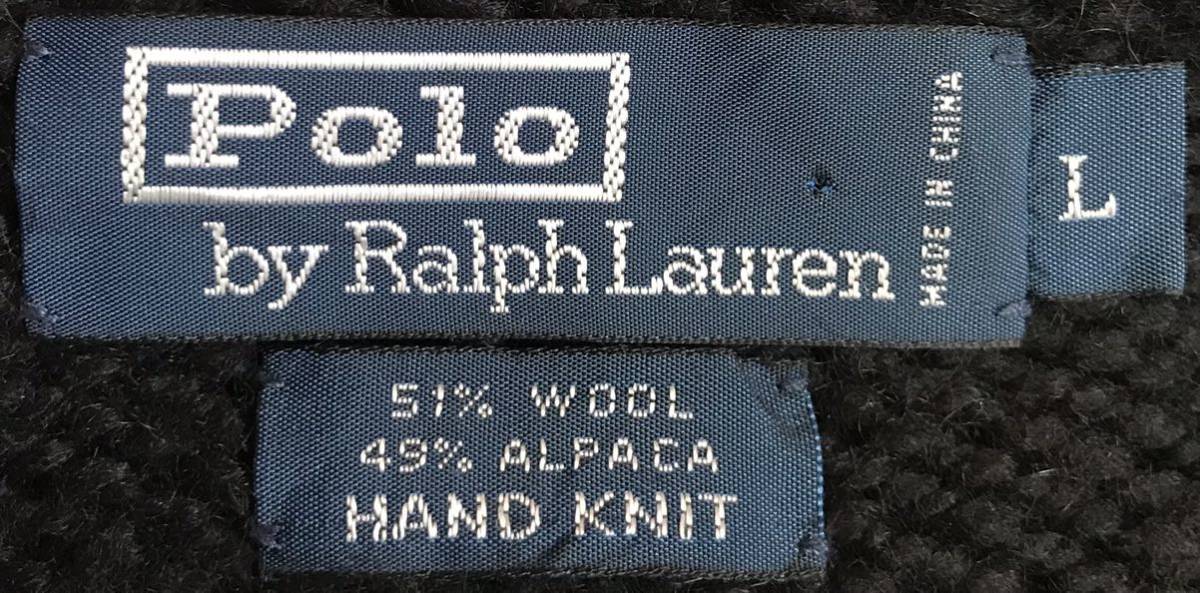 Polo
by Ralph Lauren
MADE IN CHINA
L
51% WOOL
49% ALPACA
HAND KNIT